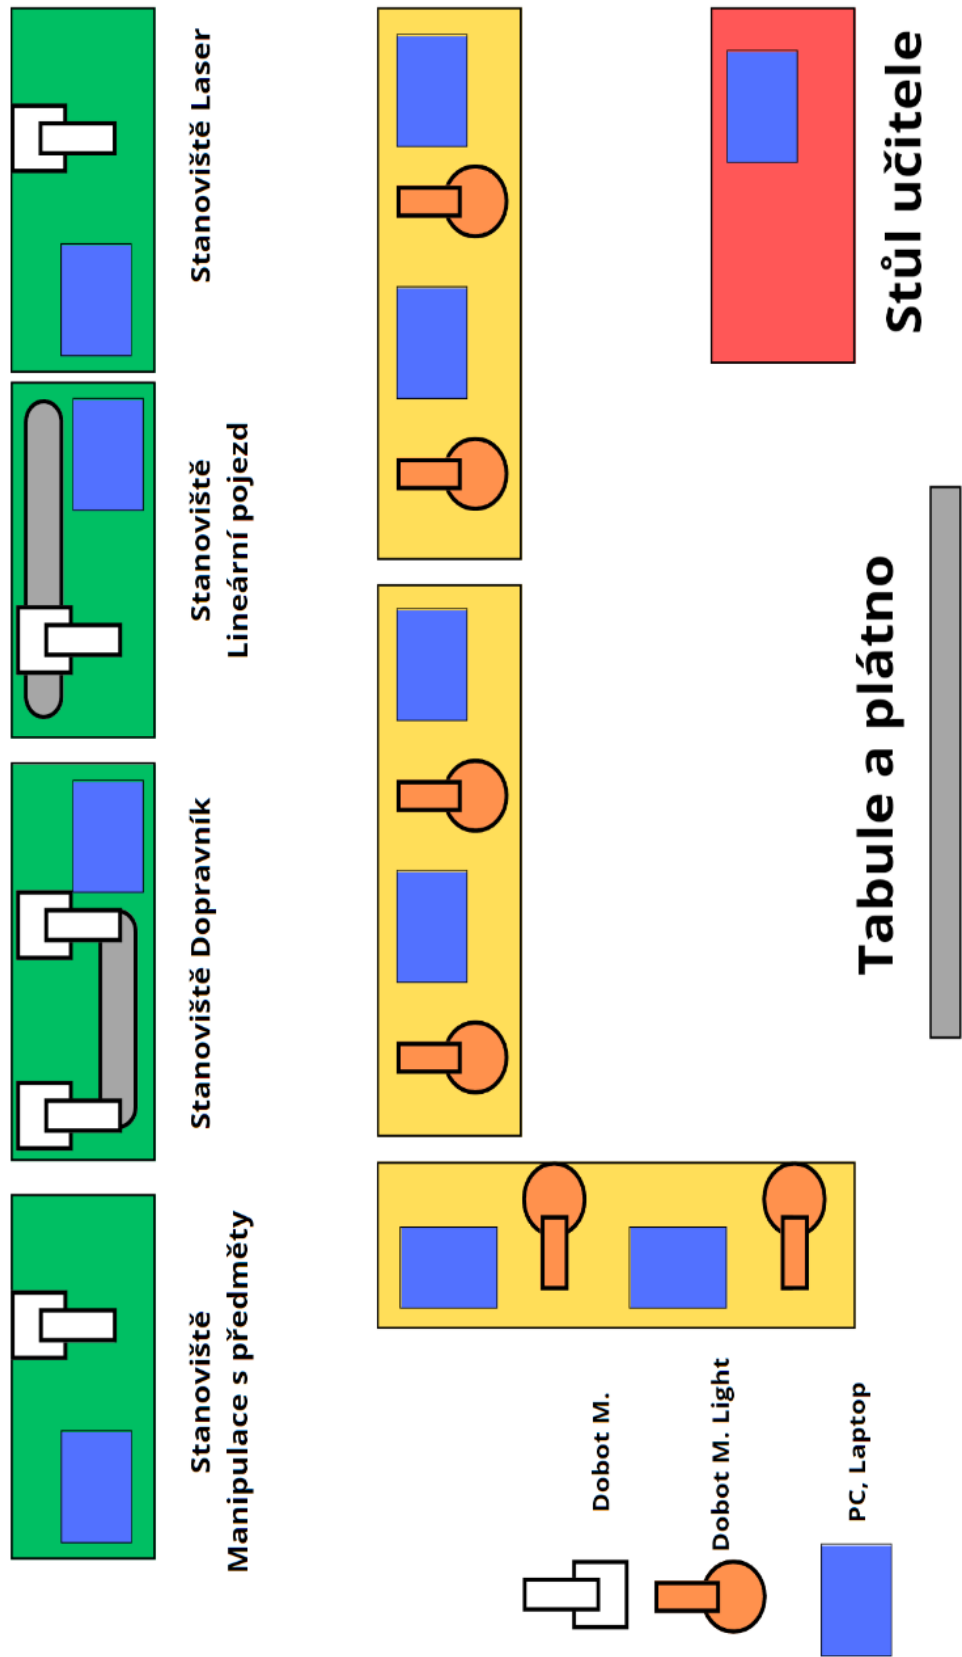 Stanoviště
Manipulace s předměty
Stanoviště Dopravník
Stanoviště
Lineární pojezd
Stanoviště Laser
Dobot M.
Dobot M. Light
PC, Laptop
Tabule a plátno
Stůl učitele